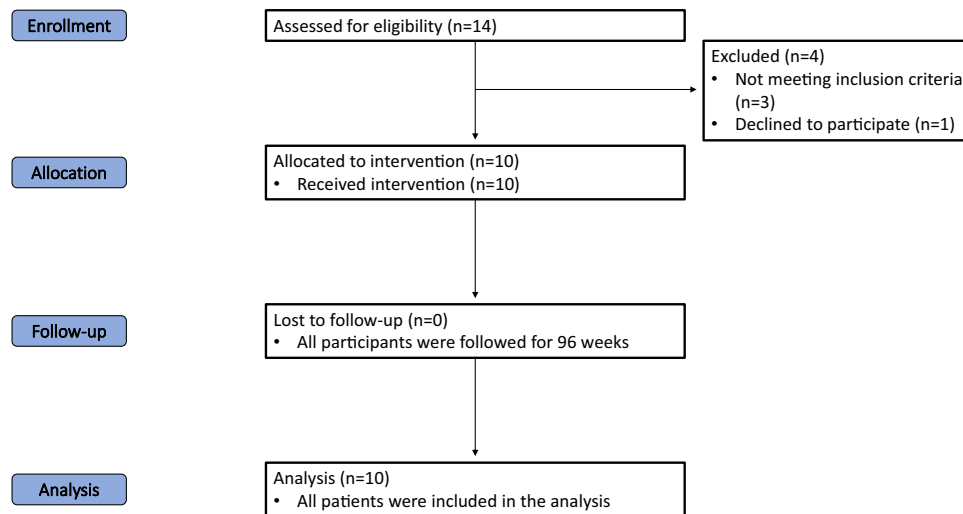 Enrollment
Assessed for eligibility (n=14)
Excluded (n=4)
• Not meeting inclusion criteria
(n=3)
• Declined to participate (n=1)
Allocation
Allocated to intervention (n=10)
• Received intervention (n=10)
Follow-up
Lost to follow-up (n=0)
• All participants were followed for 96 weeks
Analysis
Analysis (n=10)
• All patients were included in the analysis